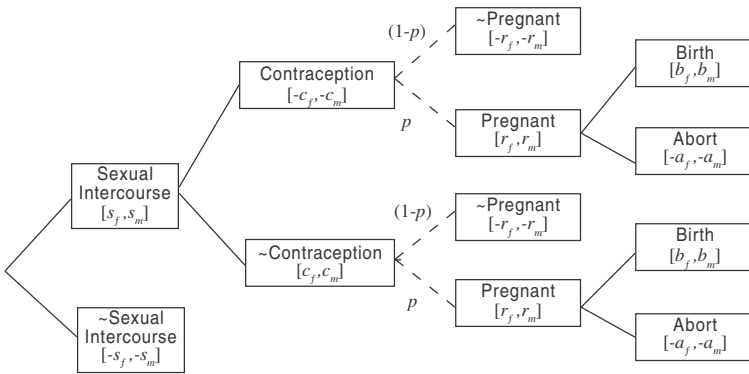 ~Pregnant
[-r_f,-r_m]
(1-p)
Birth
[b_f,b_m]
Contraception
[-c_f,-c_m]
p
Pregnant
[r_f,r_m]
Abort
[-a_f,-a_m]
Sexual
Intercourse
[s_f,s_m]
(1-p)
~Pregnant
[-r_f,-r_m]
Birth
[b_f,b_m]
~Contraception
[c_f,c_m]
p
Pregnant
[r_f,r_m]
Abort
[-a_f,-a_m]
~Sexual
Intercourse
[-s_f,-s_m]